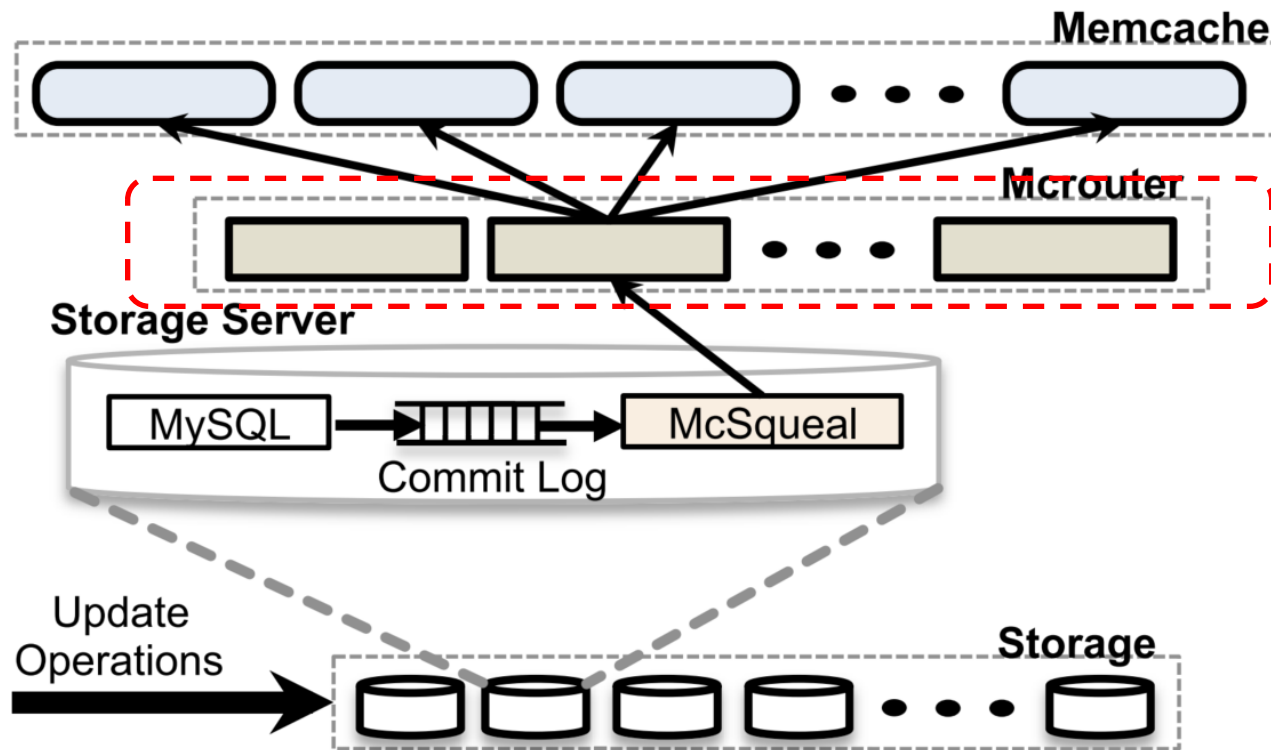 Memcache
Mcrouter
Storage Server
MySQL
McSqueal
Commit Log
Update
Operations
Storage